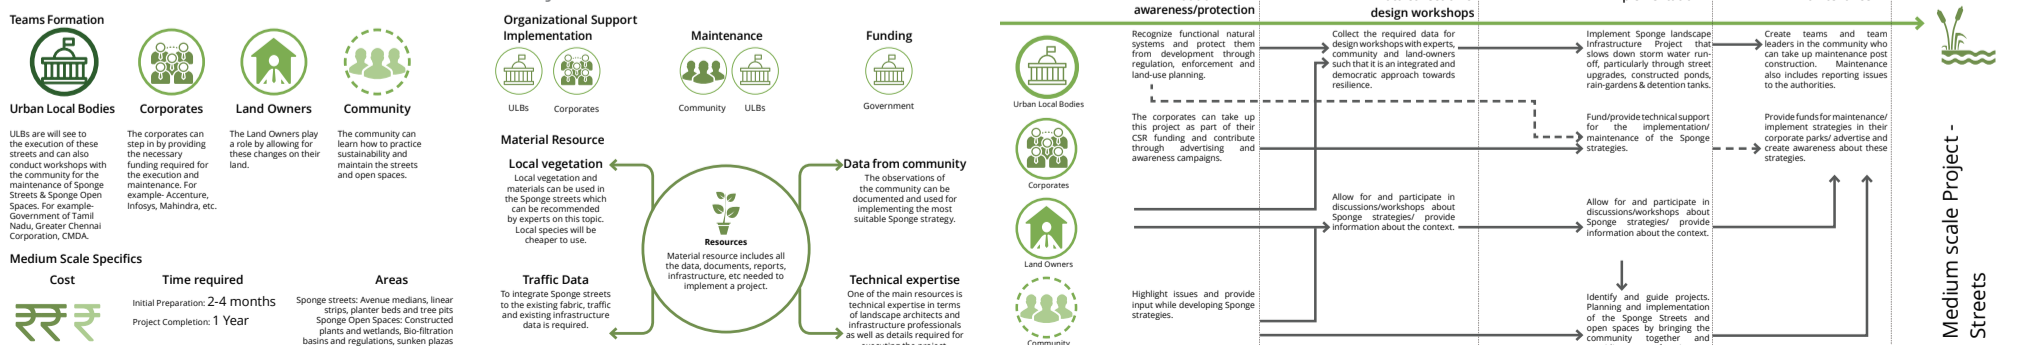 Teams Formation
Urban Local Bodies
ULBs are will see to
the execution of these
streets and can also
conduct workshops with
the community for the
maintenance of Sponge
Streets & Sponge Open
Spaces. For example-
Government of Tamil
Nadu, Greater Chennai
Corporation, CMDA.
Corporates
The corporates can
step in by providing
the necessary
funding required for
the execution and
maintenance. For
example- Accenture,
Infosys, Mahindra, etc.
Land Owners
The Land Owners play
a role by allowing for
these changes on their
land.
Community
The community can
learn how to practice
sustainability and
maintain the streets
and open spaces.
Medium Scale Specifics
Cost
Time required
Initial Preparation: 2-4 months
Project Completion: 1 Year
Areas
Sponge streets: Avenue medians, linear
strips, planter beds and tree pits
Sponge Open Spaces: Constructed
plants and wetlands, Bio-filtration
basins and regulations, sunken plazas
Organizational Support
Implementation
ULBs
Corporates
Maintenance
Community
ULBs
Funding
Government
Material Resource
Local vegetation
Local vegetation and
materials can be used in
the Sponge streets which
can be recommended
by experts on this topic.
Local species will be
cheaper to use.
Data from community
The observations of
the community can be
documented and used for
implementing the most
suitable Sponge strategy.
Resources
Material resource includes all
the data, documents, reports,
infrastructure, etc needed to
implement a project.
Traffic Data
To integrate Sponge streets
to the existing fabric, traffic
and existing infrastructure
data is required.
Technical expertise
One of the main resources is
technical expertise in terms
of landscape architects and
infrastructure professionals
as well as details required for
awareness/protection
design workshops
Urban Local Bodies
Recognize functional natural
systems and protect them
from development through
regulation, enforcement and
land-use planning.
Collect the required data for
design workshops with experts,
community and land-owners
such that it is an integrated and
democratic approach towards
resilience.
Implement Sponge landscape
Infrastructure Project that
slows down storm water run-
off, particularly through street
upgrades, constructed ponds,
rain-gardens & detention tanks.
Create teams and team
leaders in the community who
can take up maintenance post
construction. Maintenance
also includes reporting issues
to the authorities.
Corporates
The corporates can take up
this project as part of their
CSR funding and contribute
through advertising and
awareness campaigns.
Fund/provide technical support
for the implementation/
maintenance of the Sponge
strategies.
Provide funds for maintenance/
implement strategies in their
corporate parks/ advertise and
create awareness about these
strategies.
Land Owners
Allow for and participate in
discussions/workshops about
Sponge strategies/ provide
information about the context.
Allow for and participate in
discussions/workshops about
Sponge strategies/ provide
information about the context.
Community
Highlight issues and provide
input while developing Sponge
strategies.
Identify and guide projects.
Planning and implementation
of the Sponge Streets and
open spaces by bringing the
community together and
Medium scale Project -
Streets